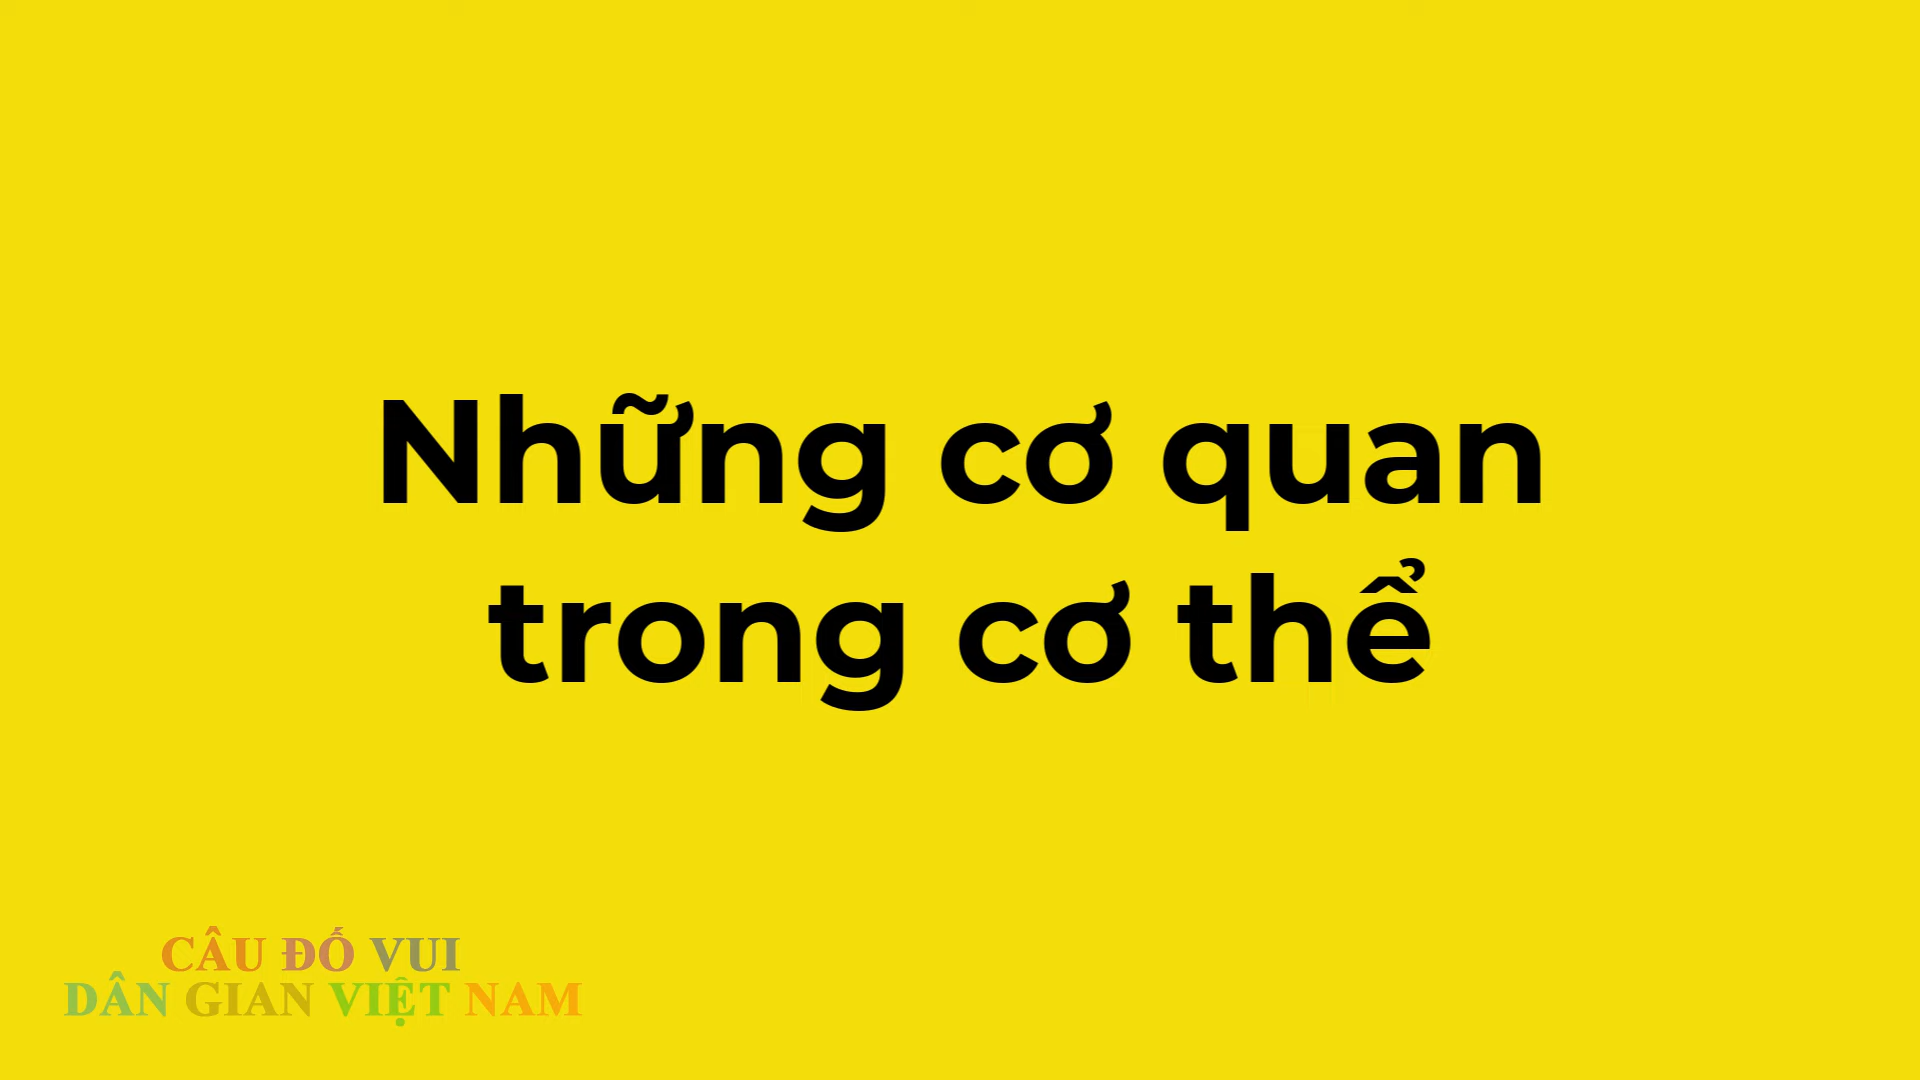 Những cơ quan
trong cơ thể
CÂU ĐỐ VUI
DÂN GIAN VIỆT NAM